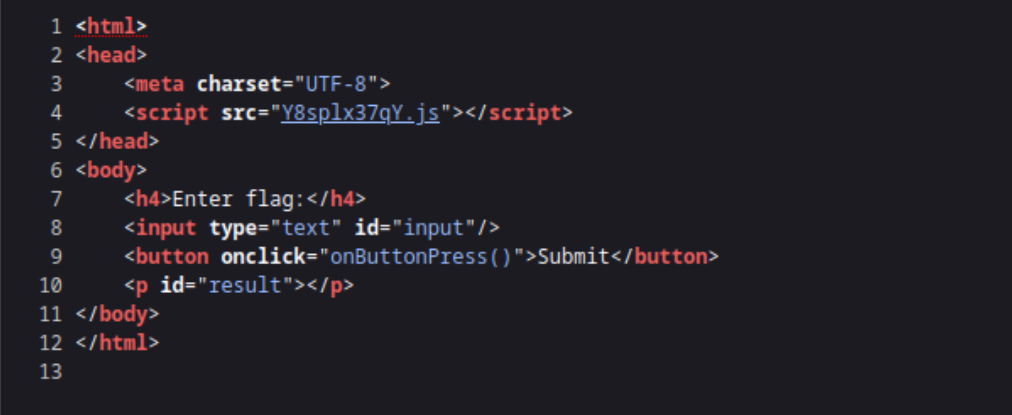 1 <html>
2 <head>
3     <meta charset="UTF-8">
4     <script src="Y8splx37qY.js"></script>
5 </head>
6 <body>
7     <h4>Enter flag:</h4>
8     <input type="text" id="input"/>
9     <button onclick="onButtonPress()">Submit</button>
10     <p id="result"></p>
11 </body>
12 </html>
13